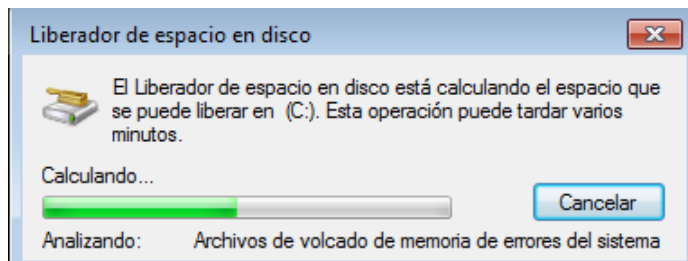 Liberador de espacio en disco
El Liberador de espacio en disco está calculando el espacio que
se puede liberar en (C:). Esta operación puede tardar varios
minutos.
Calculando...
Cancelar
Analizando: Archivos de volcado de memoria de errores del sistema